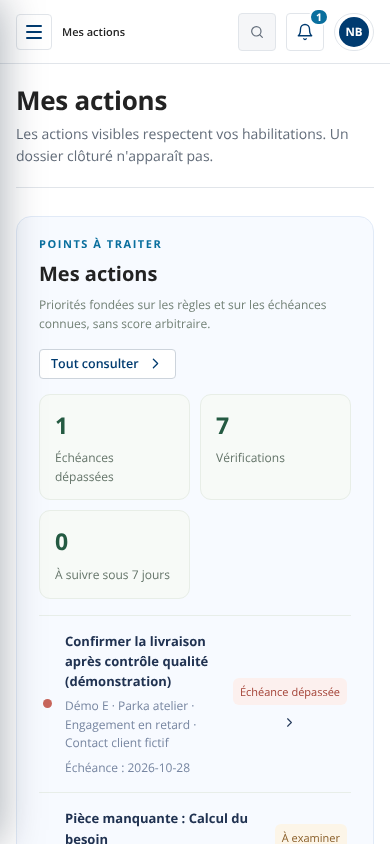 Mes actions
1
NB
Mes actions
Les actions visibles respectent vos habilitations. Un
dossier clôturé n'apparaît pas.
POINTS À TRAITER
Mes actions
Priorités fondées sur les règles et sur les échéances
connues, sans score arbitraire.
Tout consulter
1
Échéances
dépassées
7
Vérifications
0
À suivre sous 7 jours
Confirmer la livraison
après contrôle qualité
(démonstration)
Échéance dépassée
Démo E · Parka atelier ·
Engagement en retard ·
Contact client fictif
Échéance : 2026-10-28
Pièce manquante : Calcul du
besoin
À examiner